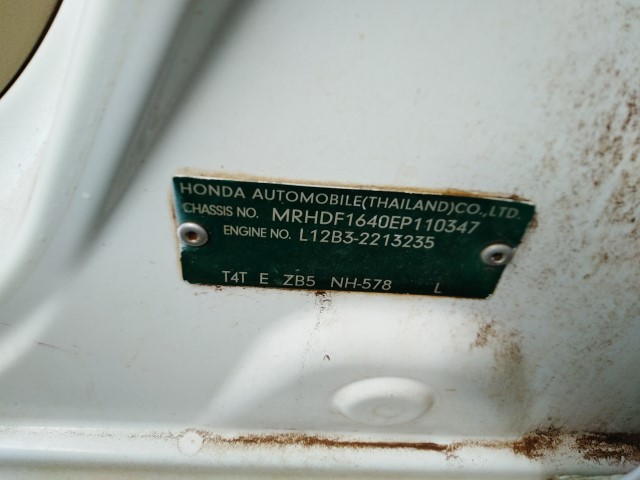 HONDA AUTOMOBILE(THAILAND)CO.,LTD.
CHASSIS NO. MRHDF1640EP110347
ENGINE NO. L12B3-2213235
T4T E ZB5 NH-578 L